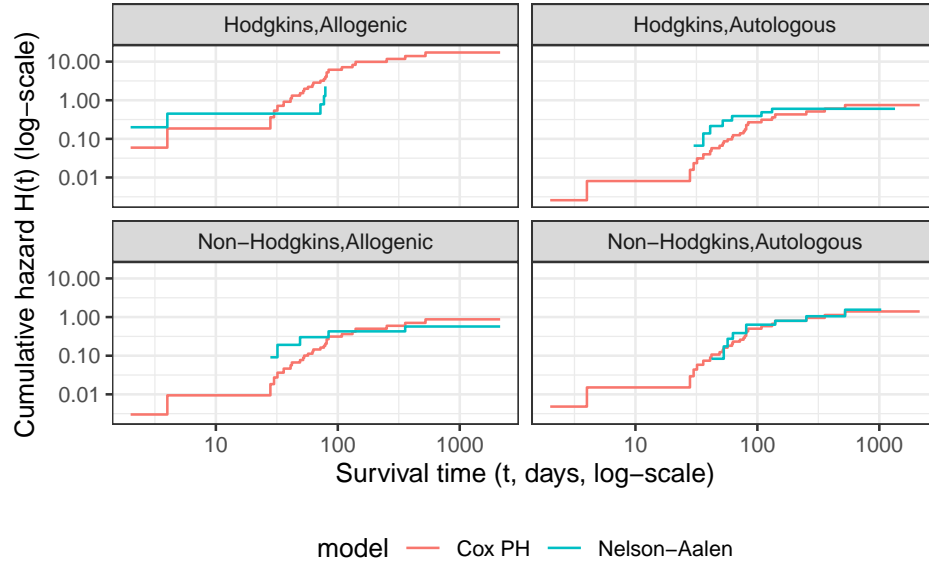 Hodgkins,Allogenic
Hodgkins,Autologous
10.00
1.00
0.10
0.01
Non−Hodgkins,Allogenic
Non−Hodgkins,Autologous
10.00
1.00
0.10
0.01
10
100
1000
10
100
1000
Cumulative hazard H(t) (log−scale)
Survival time (t, days, log−scale)
model
Cox PH
Nelson−Aalen